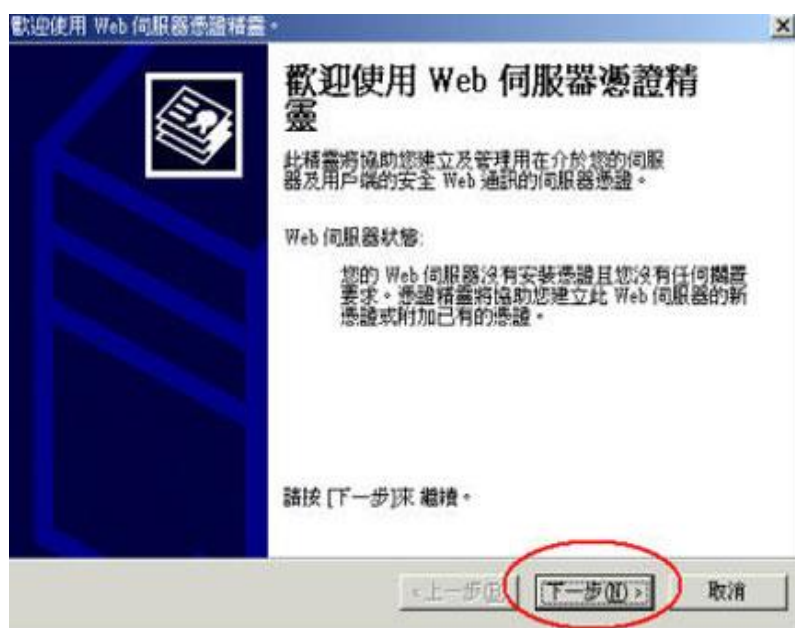 歡迎使用 Web 伺服器憑證精靈。
歡迎使用 Web 伺服器憑證精
靈
此精靈將協助您建立及管理用在介於您的伺服
器及用戶端的安全 Web 通訊的伺服器憑證。
Web 伺服器狀態:
您的 Web 伺服器沒有安裝憑證且您沒有任何擱置
要求。憑證精靈將協助您建立此 Web 伺服器的新
憑證或附加已有的憑證。
請按 [下一步]來 繼續。
<上一步(B) 下一步(N) > 取消